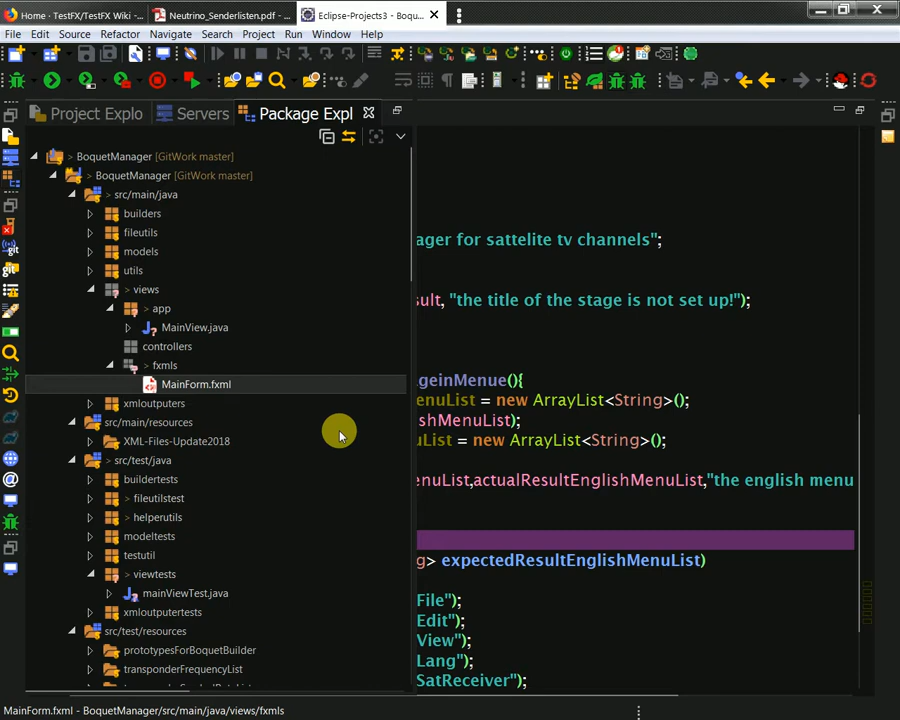 Home · TestFX/TestFX Wiki - ... Neutrino_Senderlisten.pdf - ... Eclipse-Projects3 - Boqu...
File Edit Source Refactor Navigate Search Project Run Window Help
Project Explo Servers Package Expl
> BoquetManager [GitWork master]
> BoquetManager [GitWork master]
> src/main/java
builders
fileutils
models
ager for sattelite tv channels";
utils
> views
sult, "the title of the stage is not set up!");
> app
MainView.java
controllers
> fxmls
MainForm.fxml
ageinMenue(){
xmloutputers
enuList = new ArrayList<String>();
src/main/resources
shMenuList);
XML-Files-Update2018
uList = new ArrayList<String>();
> src/test/java
buildertests
enuList,actualResultEnglishMenuList,"the english menu
> fileutilstest
> helperutils
modeltests
testutil
g> expectedResultEnglishMenuList)
> viewtests
mainViewTest.java
File");
xmloutputertests
Edit");
src/test/resources
View");
prototypesForBoquetBuilder
Lang");
transponderFrequencyList
SatReceiver");
MainForm.fxml - BoquetManager/src/main/java/views/fxmls